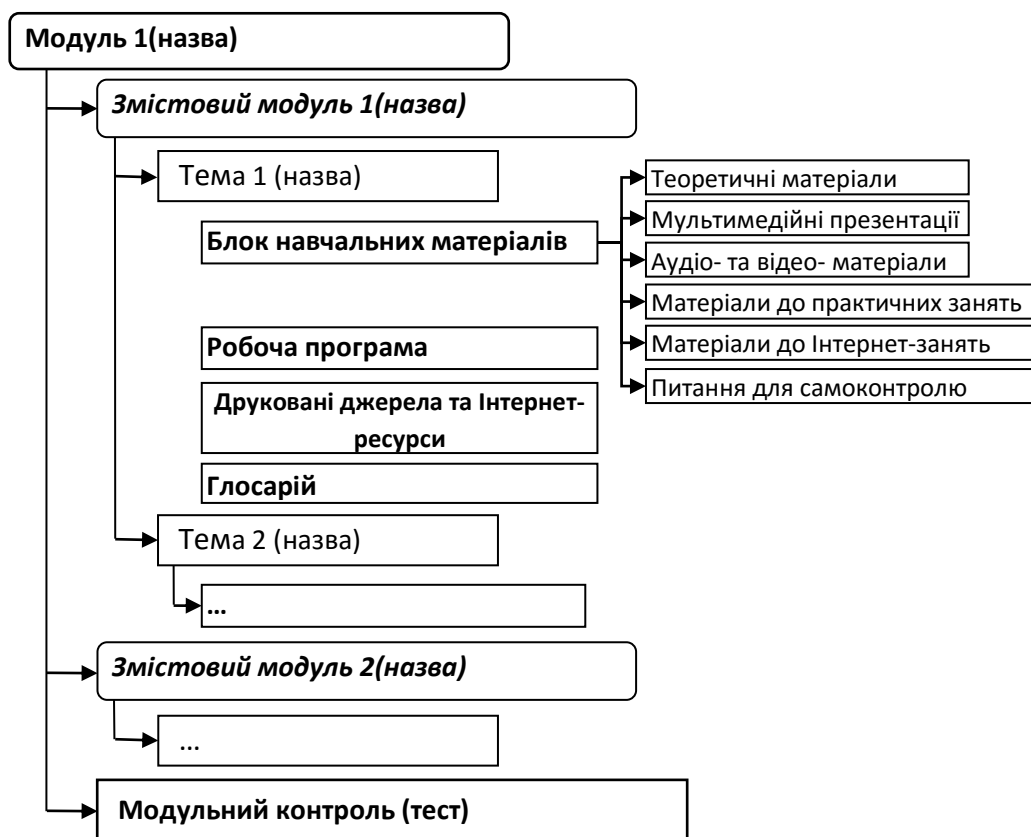 Модуль 1(назва)
Змістовий модуль 1(назва)
Тема 1 (назва)
Блок навчальних матеріалів
Теоретичні матеріали
Мультимедійні презентації
Аудіо- та відео- матеріали
Матеріали до практичних занять
Матеріали до Інтернет-занять
Питання для самоконтролю
Робоча програма
Друковані джерела та Інтернет-
ресурси
Глосарій
Тема 2 (назва)
...
Змістовий модуль 2(назва)
...
Модульний контроль (тест)